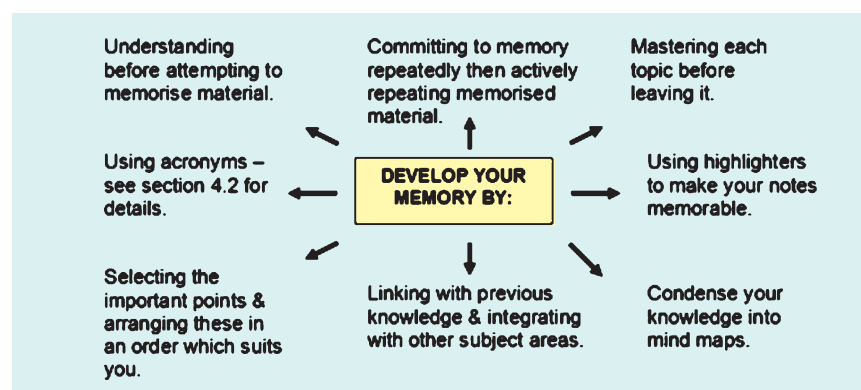 Understanding
before attempting to
memorise material.
Committing to memory
repeatedly then actively
repeating memorised
material.
Mastering each
topic before
leaving it.
Using acronyms –
see section 4.2 for
details.
DEVELOP YOUR
MEMORY BY:
Using highlighters
to make your notes
memorable.
Selecting the
important points &
arranging these in
an order which suits
you.
Linking with previous
knowledge & integrating
with other subject areas.
Condense your
knowledge into
mind maps.